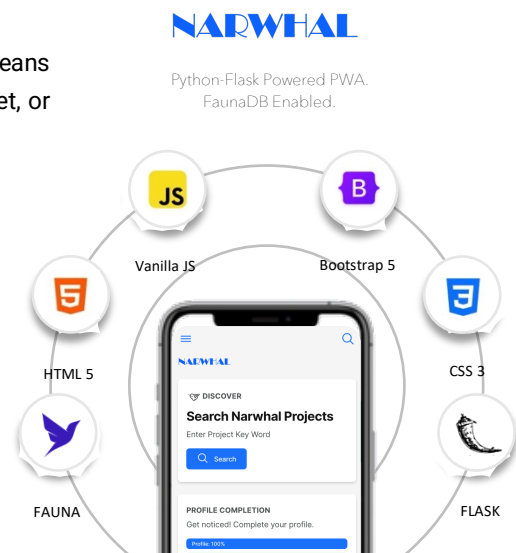 NARWHAL
eans
et, or
Python-Flask Powered PWA.
FaunaDB Enabled.
JS
B
Vanilla JS
Bootstrap 5
5
3
HTML 5
CSS 3
NARWHAL
DISCOVER
Search Narwhal Projects
Enter Project Key Word
Search
FAUNA
FLASK
PROFILE COMPLETION
Get noticed! Complete your profile.
Profile: 100%